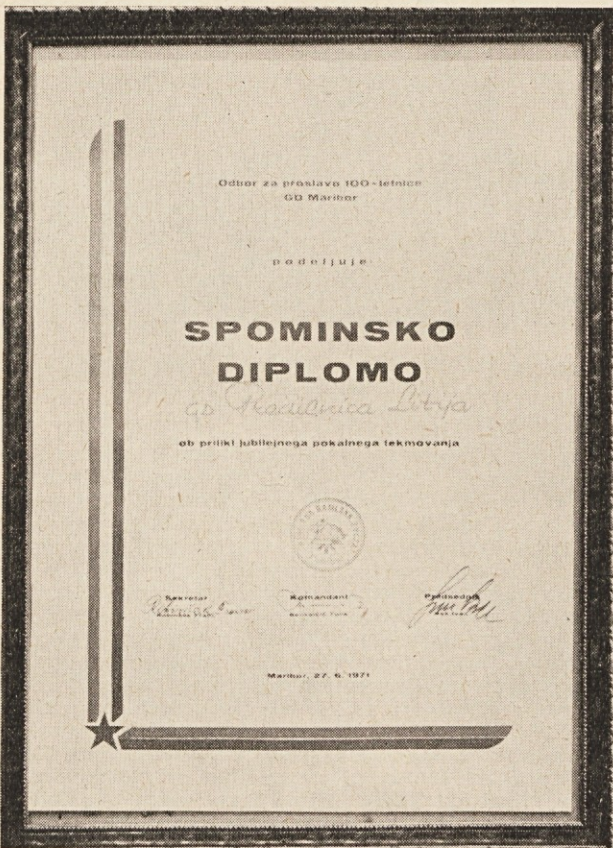 Odbor za proslavo 100-letnice
GD Maribor
podeljuje
SPOMINSKO
DIPLOMO
GD Predilnica Litija
ob priliki jubilejnega pokalnega tekmovanja
Sekretar
Komandant
Predsednik
Maribor, 27. 6. 1971